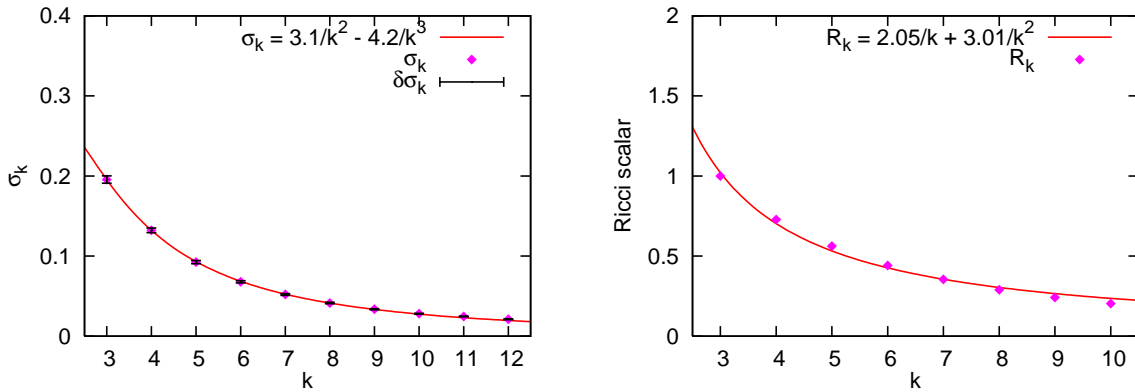 0.4
0.3
0.2
0.1
0
σₖ
3 4 5 6 7 8 9 10 11 12
k
σₖ = 3.1/k² - 4.2/k³
σₖ
δσₖ
2
1.5
1
0.5
0
Ricci scalar
3 4 5 6 7 8 9 10
k
Rₖ = 2.05/k + 3.01/k²
Rₖ